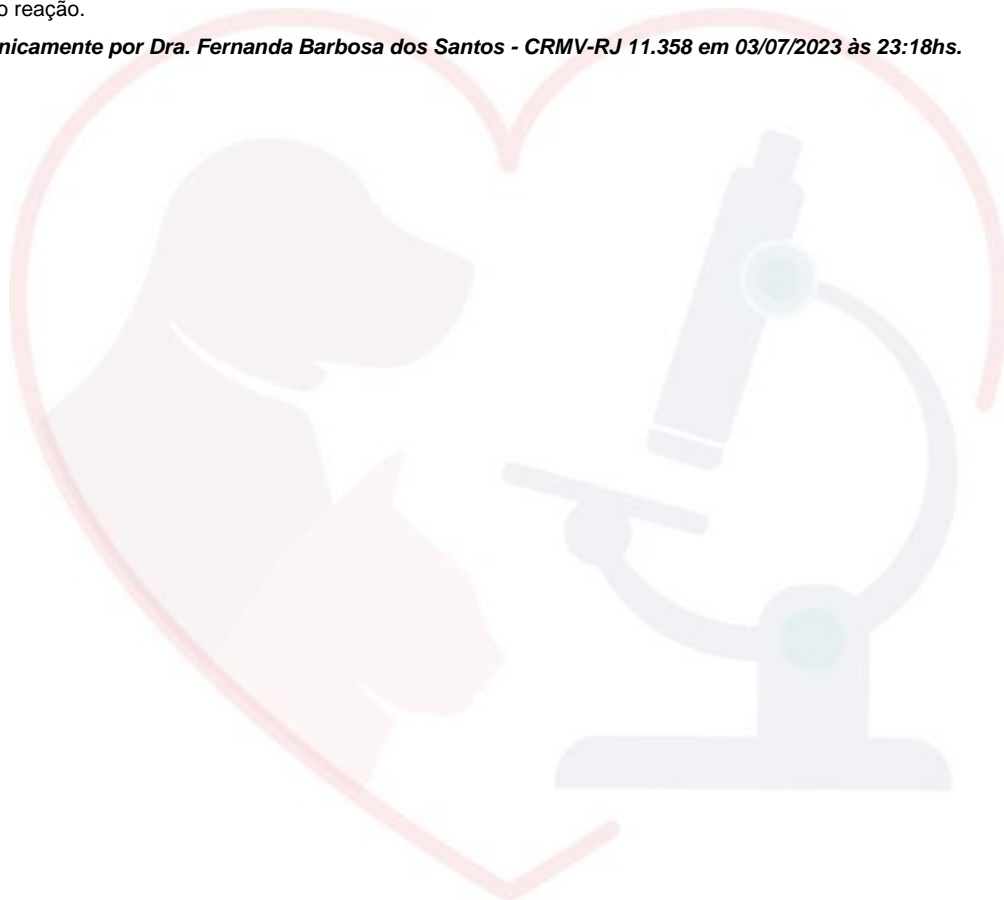 o reação.
nicamente por Dra. Fernanda Barbosa dos Santos - CRMV-RJ 11.358 em 03/07/2023 às 23:18hs.